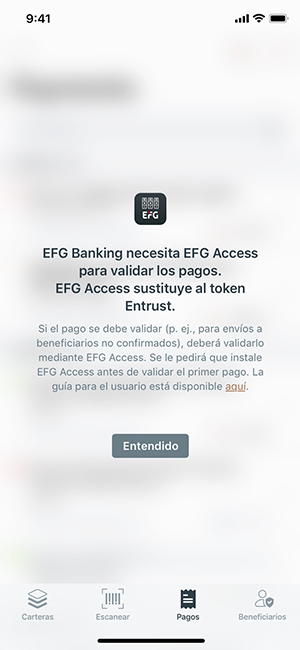 9:41
EFG
EFG Banking necesita EFG Access
para validar los pagos.
EFG Access sustituye al token
Entrust.
Si el pago se debe validar (p. ej., para envíos a
beneficiarios no confirmados), deberá validarlo
mediante EFG Access. Se le pedirá que instale
EFG Access antes de validar el primer pago. La
guía para el usuario está disponible aquí.
Entendido
Carteras
Escanear
Pagos
Beneficiarios